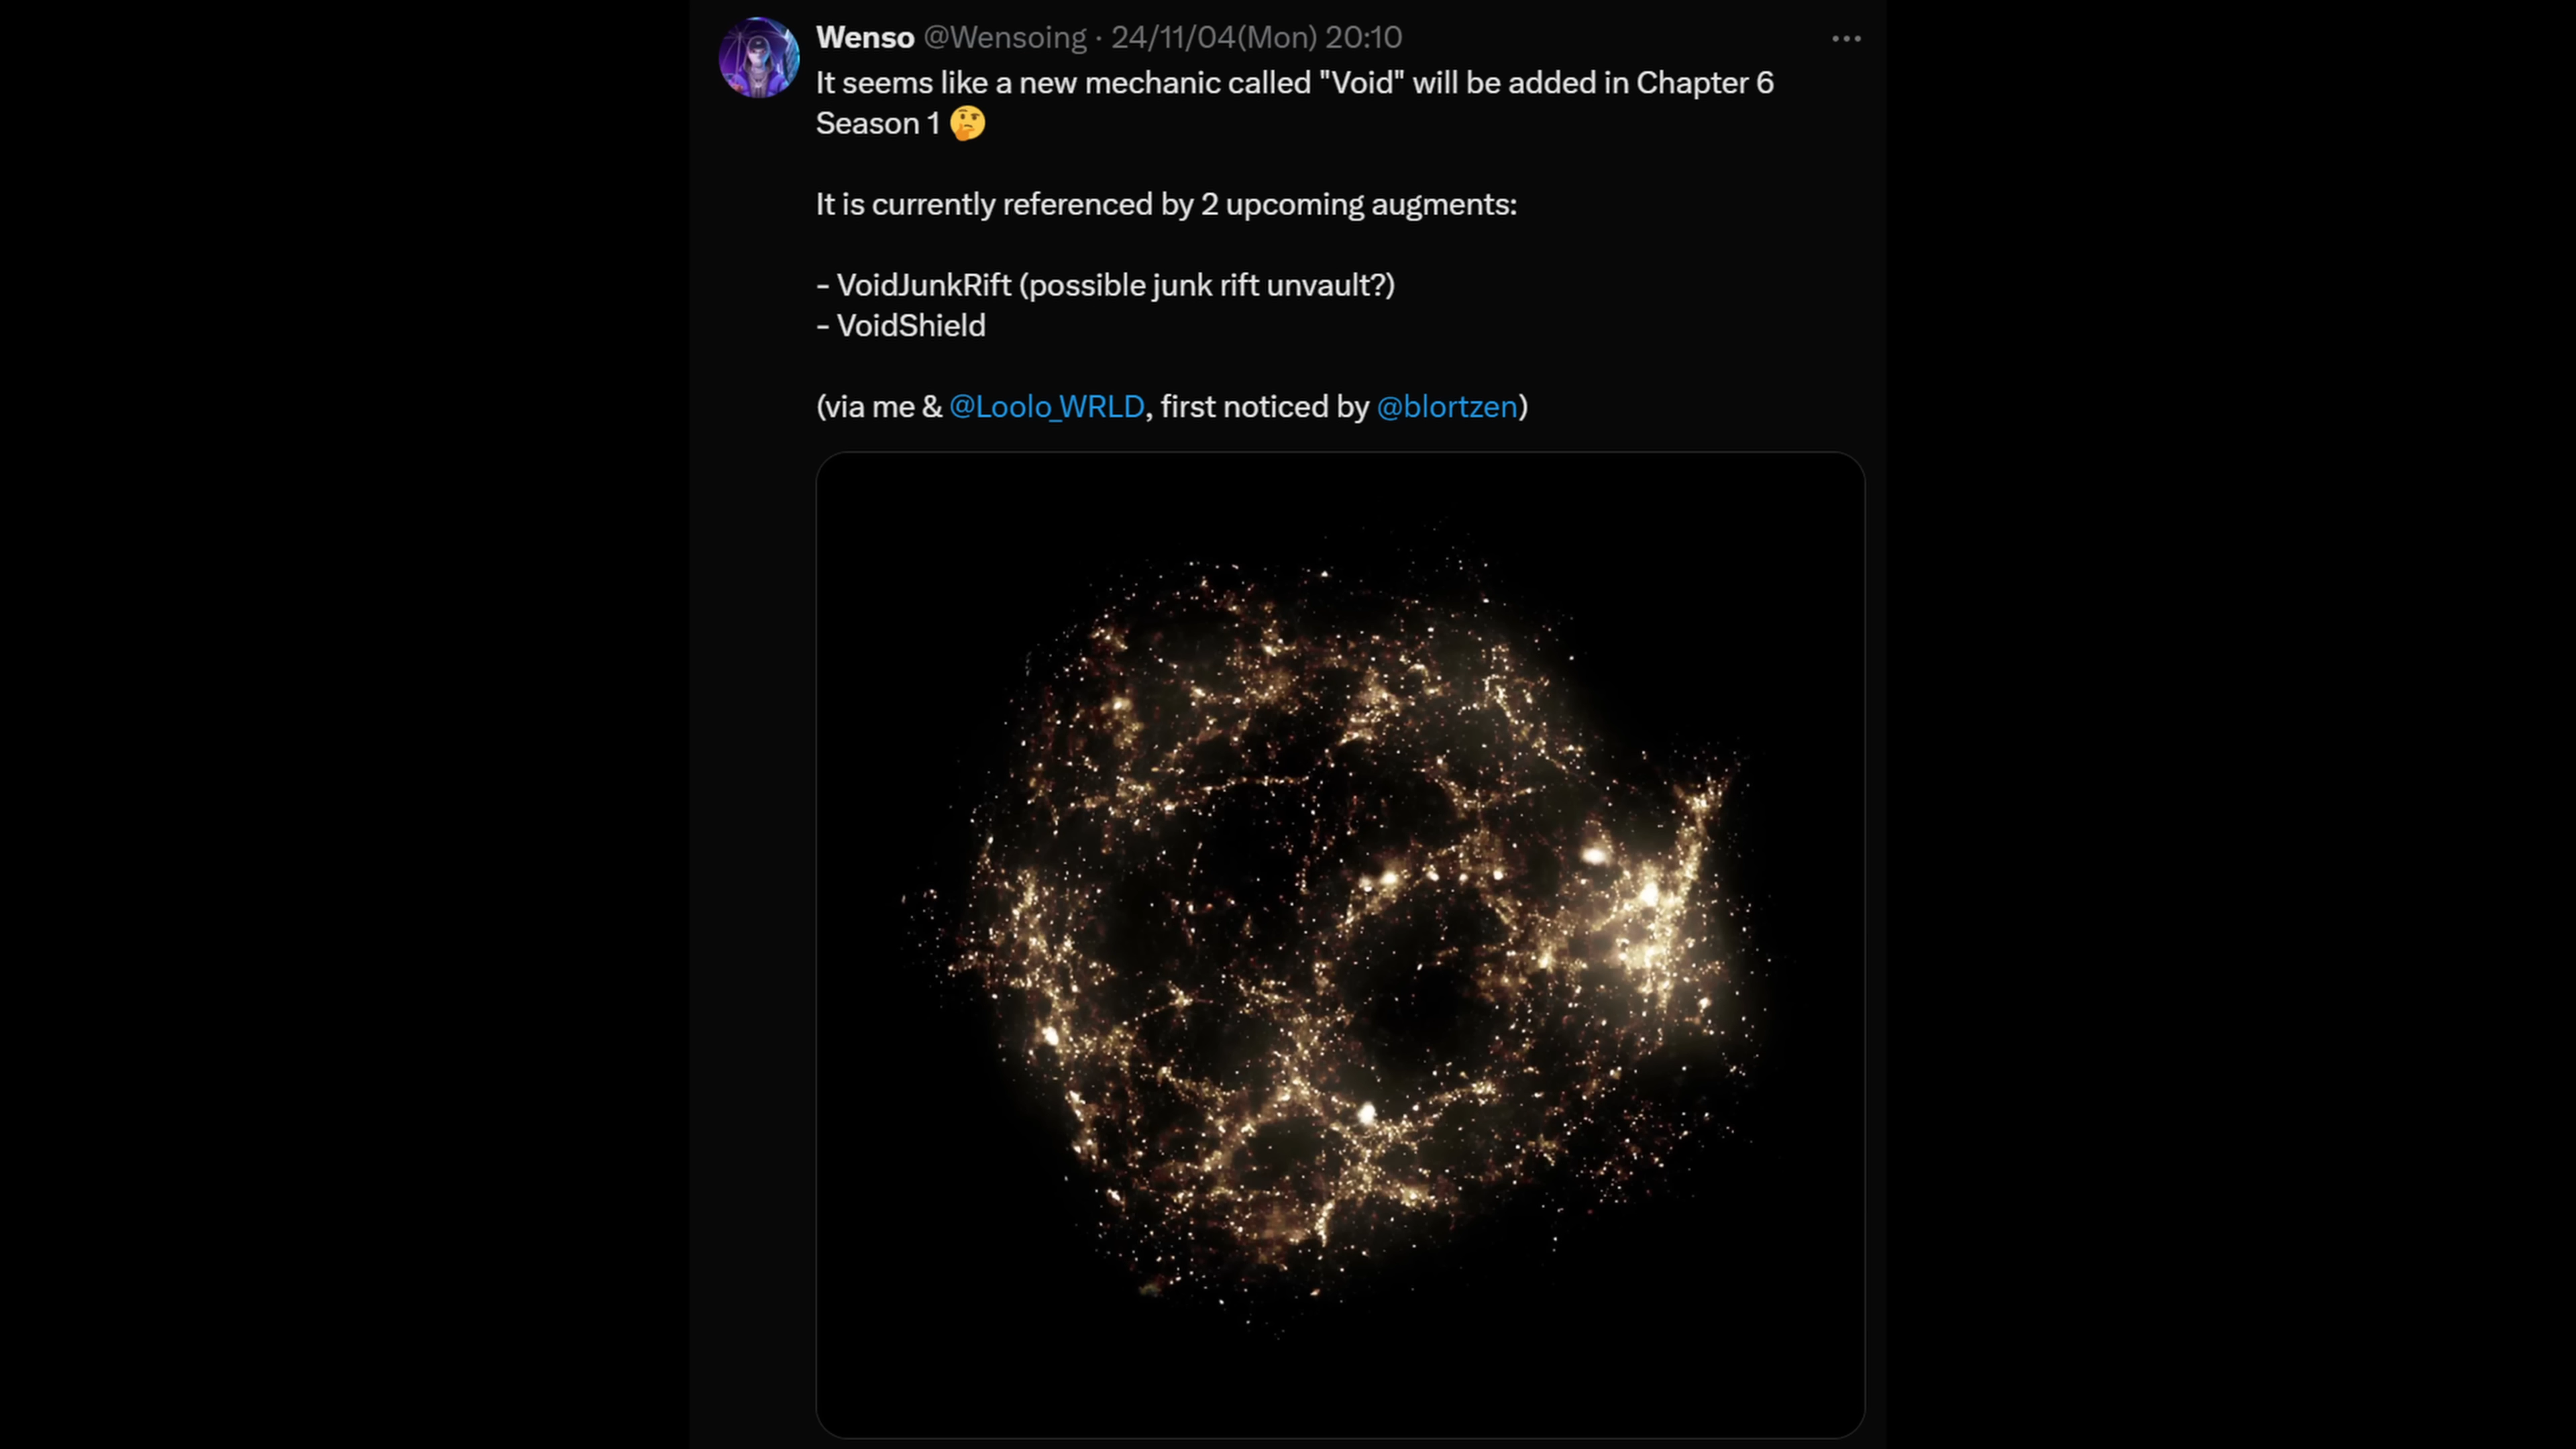 Wenso @Wensoing · 24/11/04(Mon) 20:10
It seems like a new mechanic called "Void" will be added in Chapter 6
Season 1 🤔
It is currently referenced by 2 upcoming augments:
- VoidJunkRift (possible junk rift unvault?)
- VoidShield
(via me & @Loolo_WRLD, first noticed by @blortzen)